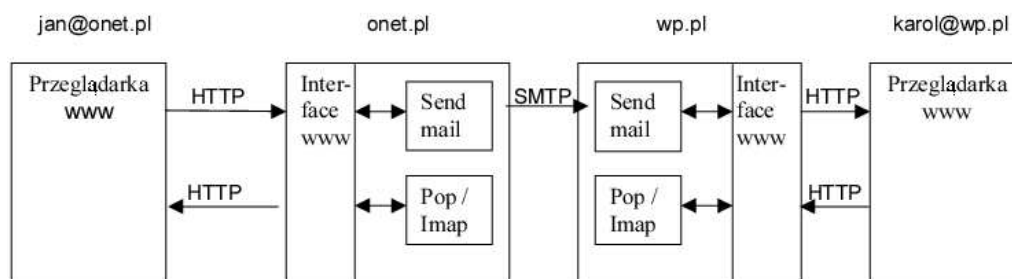 jan@onet.pl
onet.pl
wp.pl
karol@wp.pl
Przeglądarka
www
HTTP
HTTP
Inter-
face
www
Send
mail
Pop /
Imap
SMTP
Send
mail
Pop /
Imap
Inter-
face
www
HTTP
HTTP
Przeglądarka
www